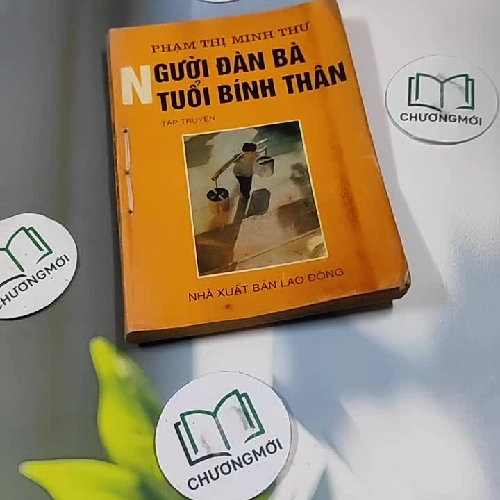 PHẠM THỊ MINH THƯ
NGƯỜI ĐÀN BÀ
TUỔI BÍNH THÂN
TẬP TRUYỆN
NHÀ XUẤT BẢN LAO ĐỘNG
CHƯƠNGMỚI
CHƯƠNGMỚI
CHƯƠNGMỚI